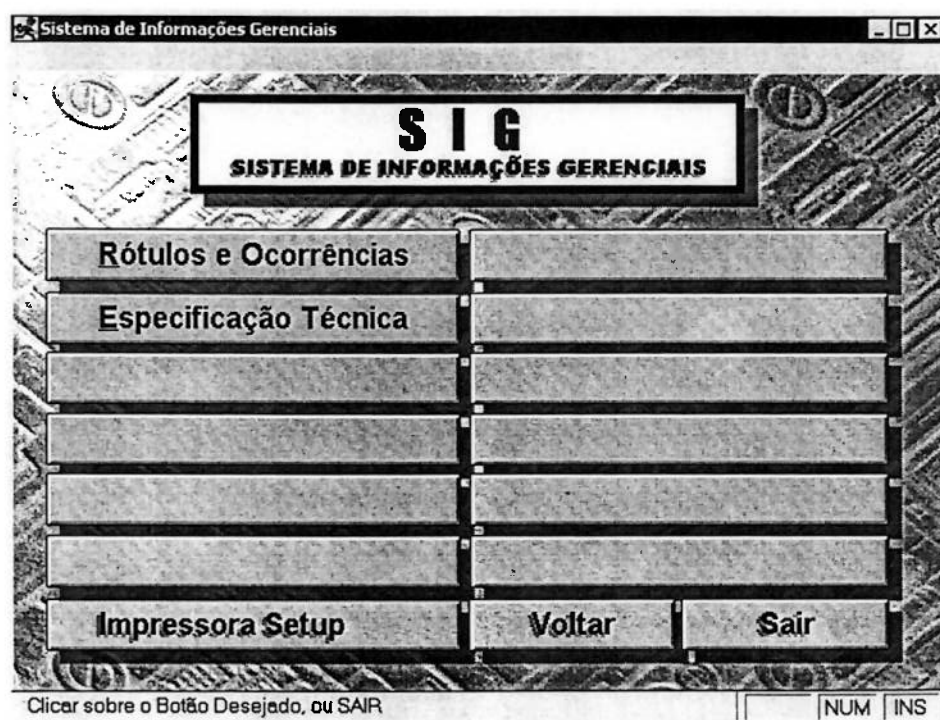 Sistema de Informações Gerenciais
S I G
SISTEMA DE INFORMAÇÕES GERENCIAIS
Rótulos e Ocorrências
Especificação Técnica
Impressora Setup Voltar Sair
Clicar sobre o Botão Desejado, ou SAIR NUM INS